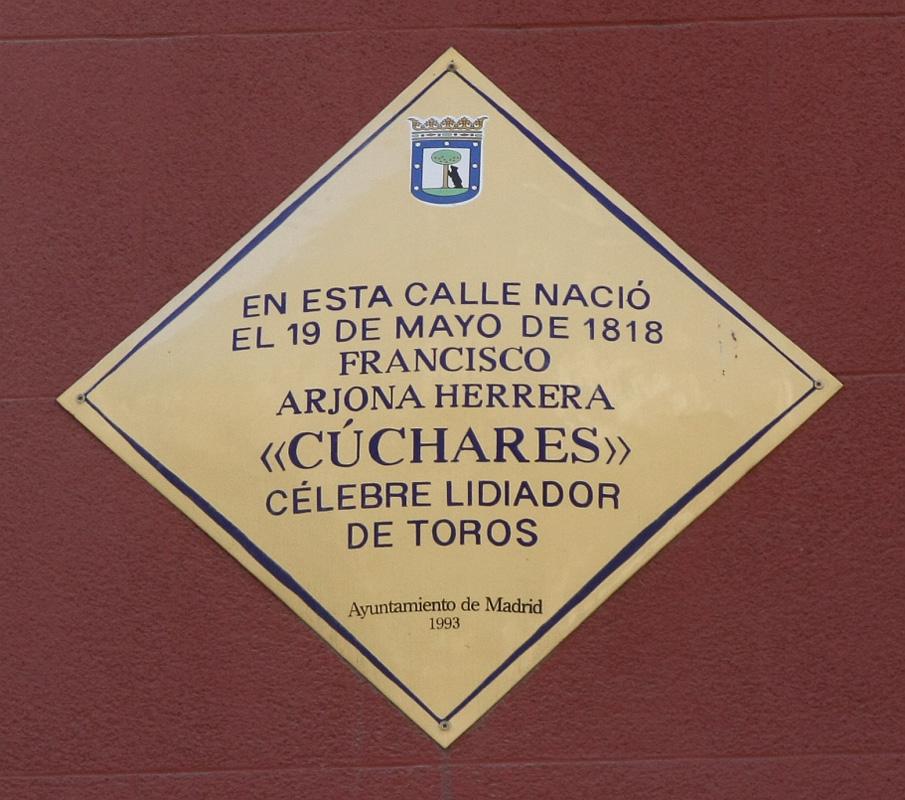 EN ESTA CALLE NACIÓ
EL 19 DE MAYO DE 1818
FRANCISCO
ARJONA HERRERA
«CÚCHARES»
CÉLEBRE LIDIADOR
DE TOROS
Ayuntamiento de Madrid
1993